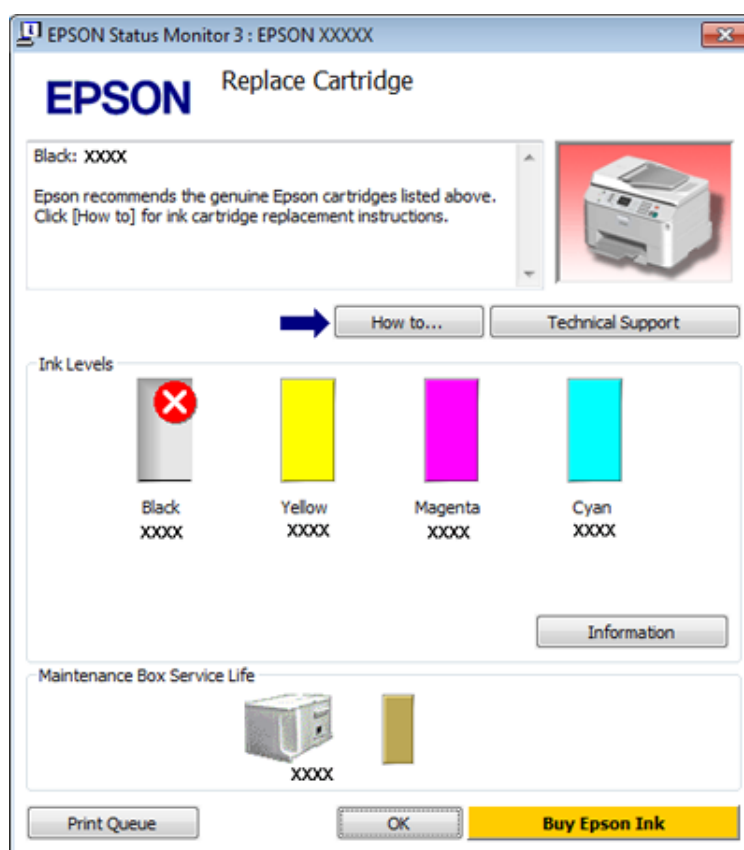 EPSON Status Monitor 3 : EPSON XXXXX
EPSON
Replace Cartridge
Black: XXXX
Epson recommends the genuine Epson cartridges listed above.
Click [How to] for ink cartridge replacement instructions.
How to...
Technical Support
Ink Levels
Black
Yellow
Magenta
Cyan
XXXX
XXXX
XXXX
XXXX
Information
Maintenance Box Service Life
XXXX
Print Queue
OK
Buy Epson Ink